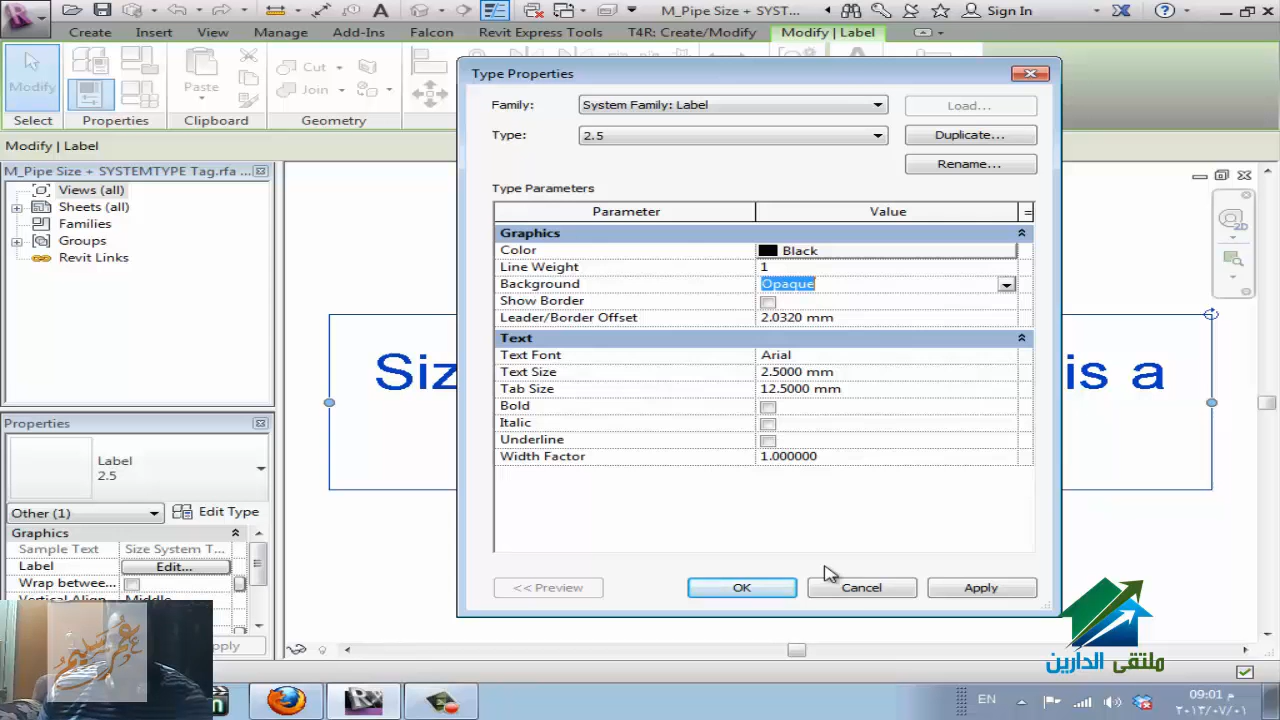 M_Pipe Size + SYST...
Sign In
Create
Insert
View
Manage
Add-Ins
Falcon
Revit Express Tools
T4R: Create/Modify
Modify | Label
Modify
Paste
Cut
Join
Select
Properties
Clipboard
Geometry
Modify | Label
M_Pipe Size + SYSTEMTYPE Tag.rfa ...
Views (all)
Sheets (all)
Families
Groups
Revit Links
Properties
Label
2.5
Other (1)
Edit Type
Graphics
Sample Text
Size System T...
Label
Edit...
Wrap betwee...
Vertical Align...
Middle
Siz
is a
Type Properties
Family:
System Family: Label
Load...
Type:
2.5
Duplicate...
Rename...
Type Parameters
Parameter
Value
=
Graphics
Color
Black
Line Weight
1
Background
Opaque
Show Border
Leader/Border Offset
2.0320 mm
Text
Text Font
Arial
Text Size
2.5000 mm
Tab Size
12.5000 mm
Bold
Italic
Underline
Width Factor
1.000000
<< Preview
OK
Cancel
Apply
ملتقى الدارين
EN
09:01 م
٢٠١٣/٠٧/٠١